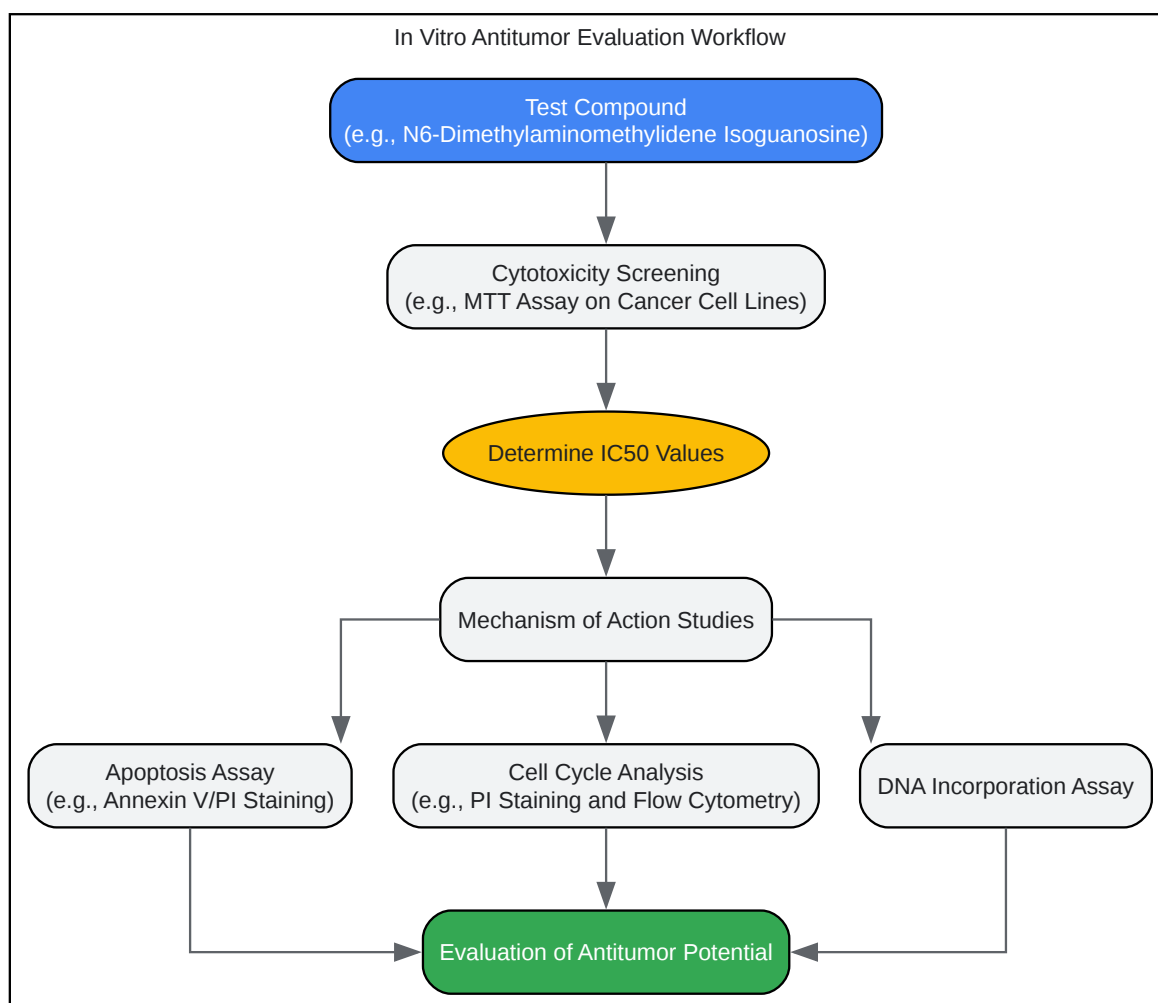 In Vitro Antitumor Evaluation Workflow
Test Compound
(e.g., N6-Dimethylaminomethylidene Isoguanosine)
Cytotoxicity Screening
(e.g., MTT Assay on Cancer Cell Lines)
Determine IC50 Values
Mechanism of Action Studies
Apoptosis Assay
(e.g., Annexin V/PI Staining)
Cell Cycle Analysis
(e.g., PI Staining and Flow Cytometry)
DNA Incorporation Assay
Evaluation of Antitumor Potential